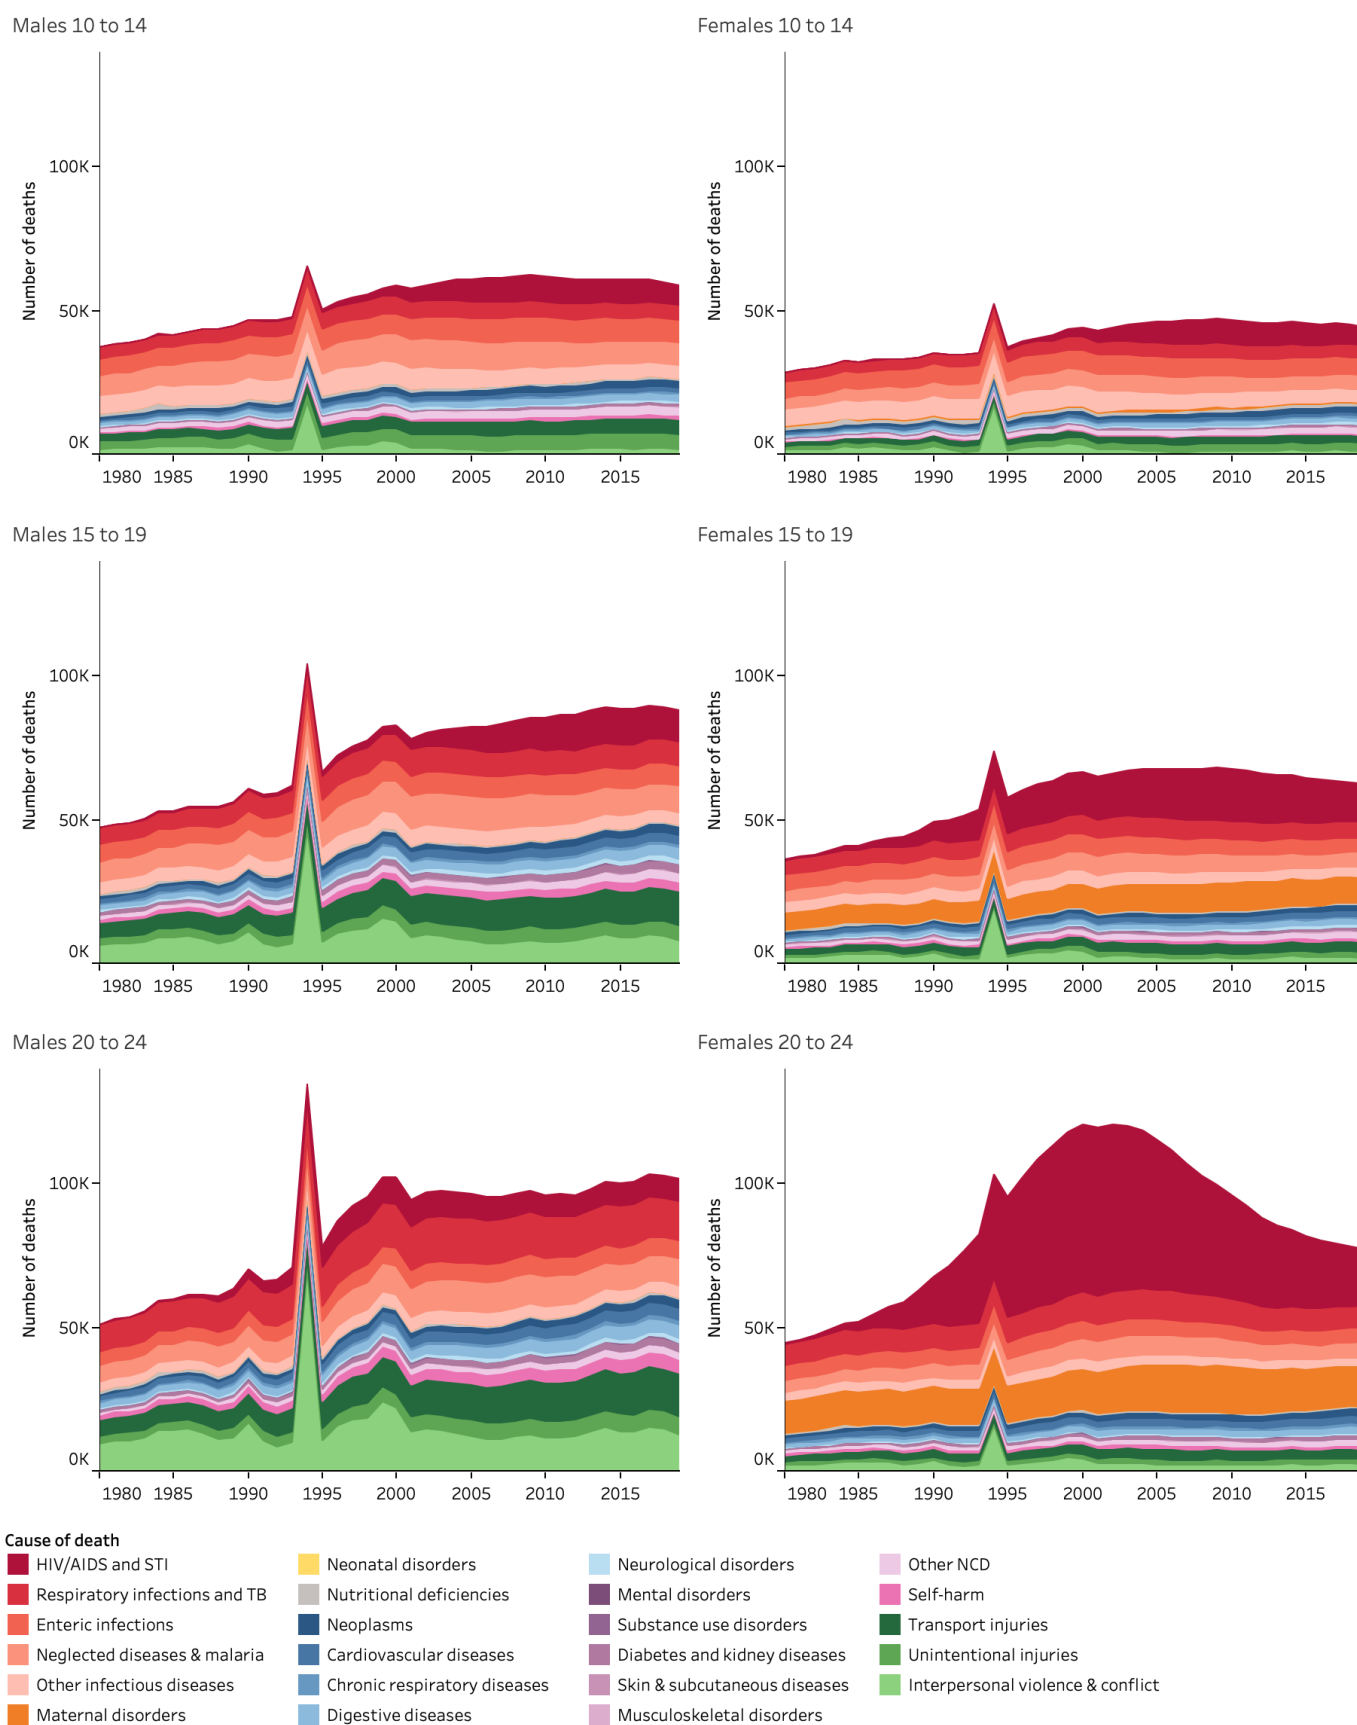 Males 10 to 14
Females 10 to 14
Number of deaths
100K
50K
0K
1980 1985 1990 1995 2000 2005 2010 2015
Number of deaths
100K
50K
0K
1980 1985 1990 1995 2000 2005 2010 2015
Males 15 to 19
Females 15 to 19
Number of deaths
100K
50K
0K
1980 1985 1990 1995 2000 2005 2010 2015
Number of deaths
100K
50K
0K
1980 1985 1990 1995 2000 2005 2010 2015
Males 20 to 24
Females 20 to 24
Number of deaths
100K
50K
0K
1980 1985 1990 1995 2000 2005 2010 2015
Number of deaths
100K
50K
0K
1980 1985 1990 1995 2000 2005 2010 2015
Cause of death
HIV/AIDS and STI
Respiratory infections and TB
Enteric infections
Neglected diseases & malaria
Other infectious diseases
Maternal disorders
Neonatal disorders
Nutritional deficiencies
Neoplasms
Cardiovascular diseases
Chronic respiratory diseases
Digestive diseases
Neurological disorders
Mental disorders
Substance use disorders
Diabetes and kidney diseases
Skin & subcutaneous diseases
Musculoskeletal disorders
Other NCD
Self-harm
Transport injuries
Unintentional injuries
Interpersonal violence & conflict